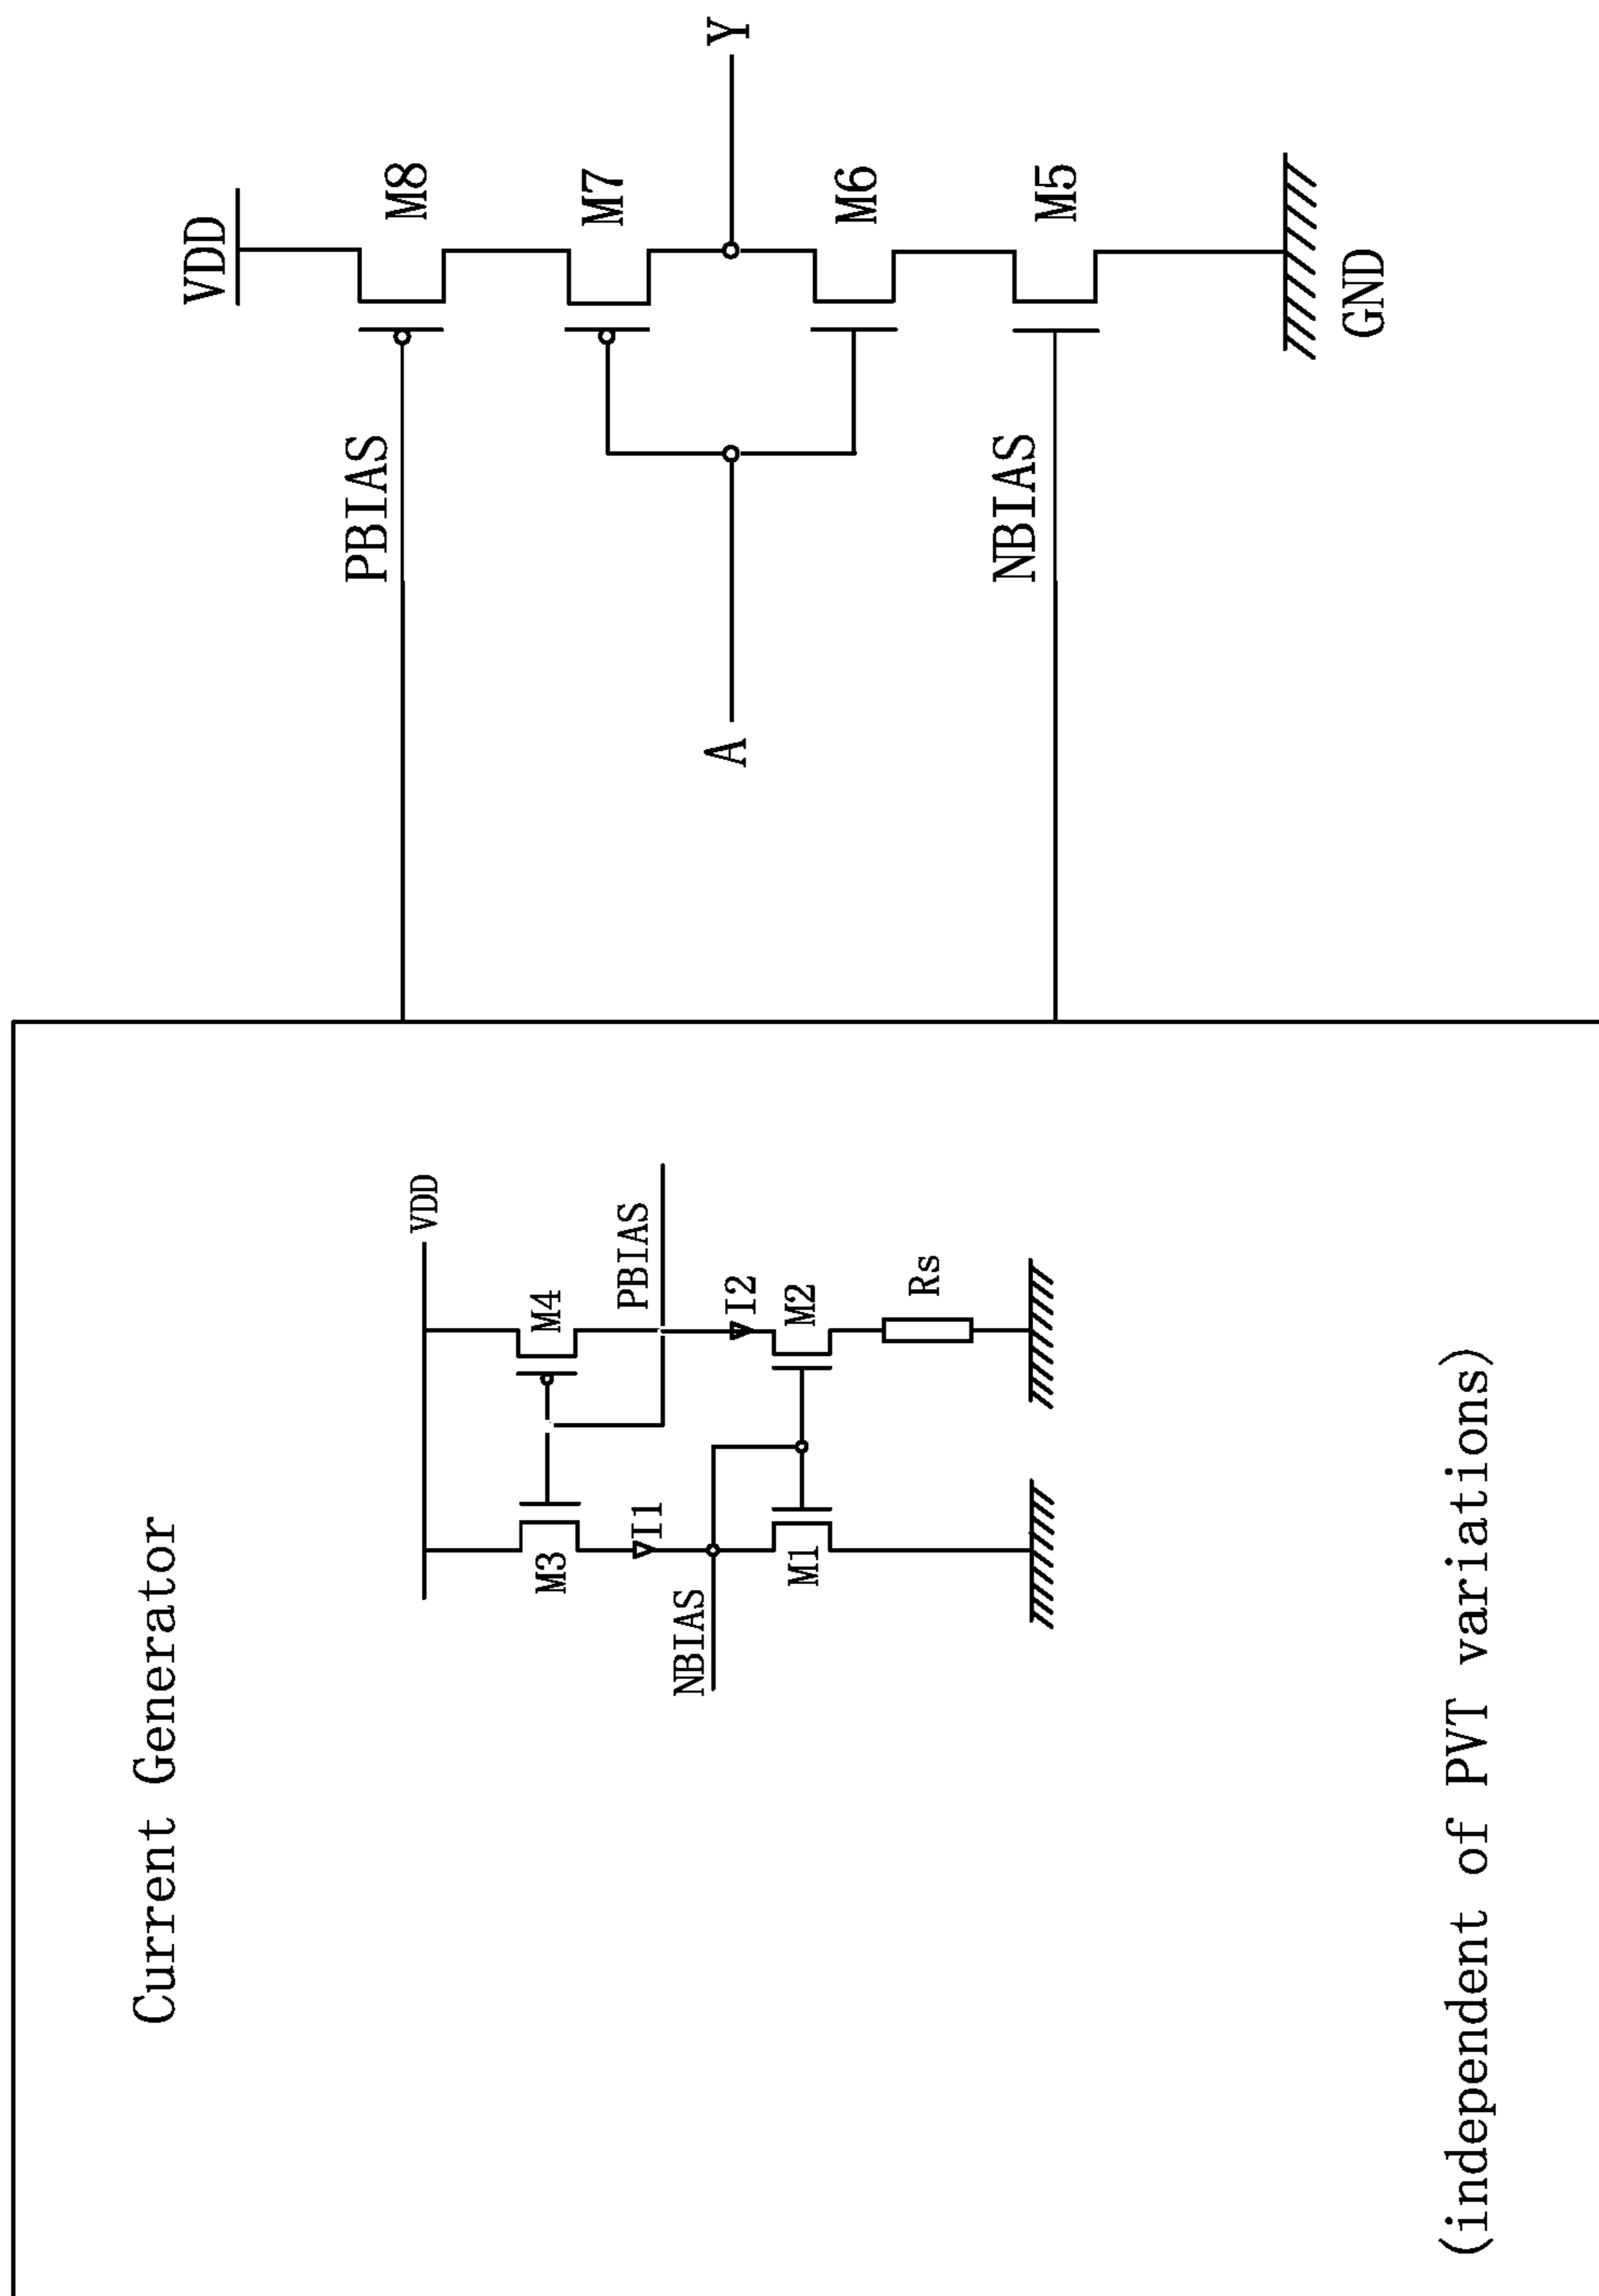 Current Generator
VDD
M3
M4
I1
PBIAS
NBIAS
I2
M1
M2
Rs
(independent of PVT variations)
PBIAS
NBIAS
A
VDD
M8
M7
Y
M6
M5
GND